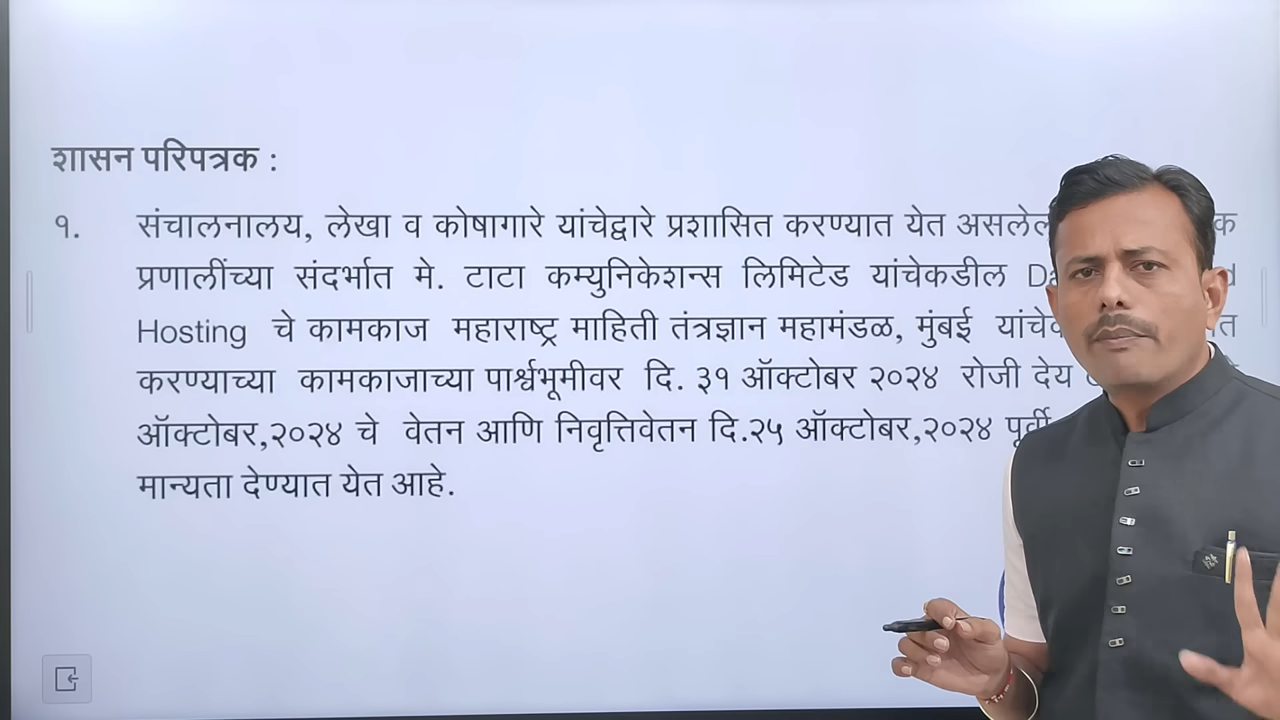 शासन परिपत्रक :
१. संचालनालय, लेखा व कोषागारे यांचेद्वारे प्रशासित करण्यात येत असलेल
प्रणालींच्या संदर्भात मे. टाटा कम्युनिकेशन्स लिमिटेड यांचेकडील
Hosting चे कामकाज महाराष्ट्र माहिती तंत्रज्ञान महामंडळ, मुंबई
करण्याच्या कामकाजाच्या पार्श्वभूमीवर दि. ३१ ऑक्टोबर २०२४ रोजी देय
ऑक्टोबर,२०२४ चे वेतन आणि निवृत्तिवेतन दि.२५ ऑक्टोबर,२०२४ पूर्वी
मान्यता देण्यात येत आहे.